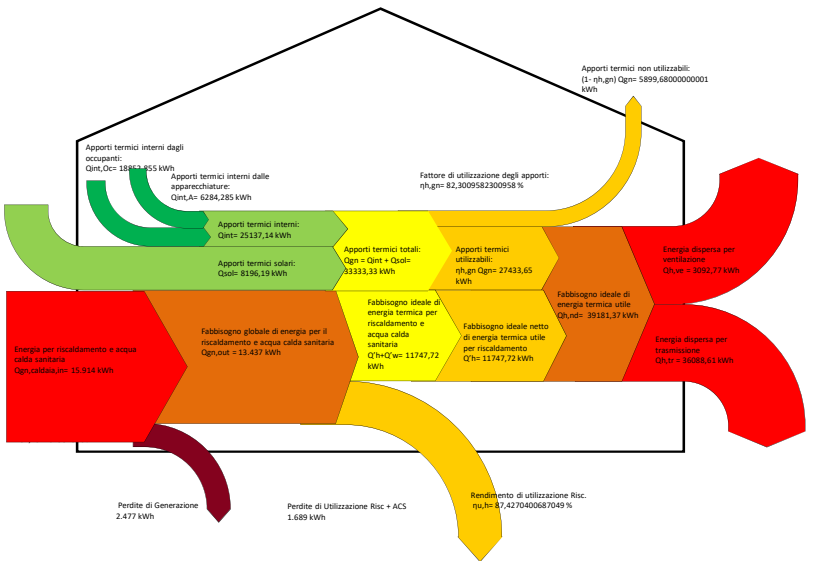 Apporti termici non utilizzabili:
(1- ηh,gn) Qgn= 5899,68000000001
kWh
Apporti termici interni dagli
occupanti:
Qint,Oc= 18852,855 kWh
Apporti termici interni dalle
apparecchiature:
Qint,A= 6284,285 kWh
Fattore di utilizzazione degli apporti:
ηh,gn= 82,3009582300958 %
Apporti termici interni:
Qint= 25137,14 kWh
Apporti termici solari:
Qsol= 8196,19 kWh
Apporti termici totali:
Qgn = Qint + Qsol=
33333,33 kWh
Apporti termici
utilizzabili:
ηh,gn Qgn= 27433,65
kWh
Energia dispersa per
ventilazione
Qh,ve = 3092,77 kWh
Fabbisogno ideale di
energia termica utile
Qh,nd= 39181,37 kWh
Energia per riscaldamento e acqua
calda sanitaria
Qgn,caldaia,in= 15.914 kWh
Fabbisogno globale di energia per il
riscaldamento e acqua calda sanitaria
Qgn,out = 13.437 kWh
Fabbisogno ideale di
energia termica per
riscaldamento e
acqua calda
sanitaria
Q'h+Q'w= 11747,72
kWh
Fabbisogno ideale netto
di energia termica utile
per riscaldamento
Q'h= 11747,72 kWh
Energia dispersa per
trasmissione
Qh,tr = 36085,61 kWh
Perdite di Generazione
2.477 kWh
Perdite di Utilizzazione Risc + ACS
1.689 kWh
Rendimento di utilizzazione Risc.
ηu,h= 87,4270400687049 %